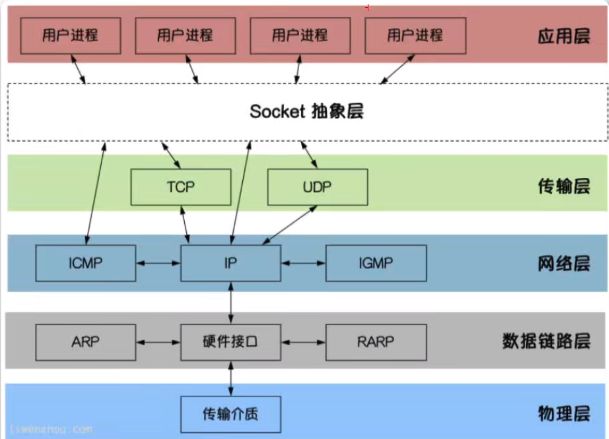 用户进程 用户进程 用户进程 用户进程 应用层
Socket 抽象层
TCP UDP 传输层
ICMP IP IGMP 网络层
ARP 硬件接口 RARP 数据链路层
传输介质 物理层